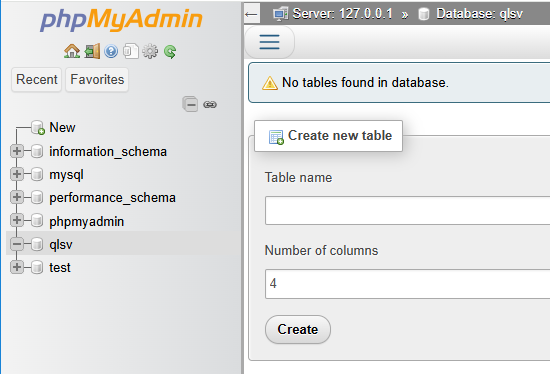 phpMyAdmin
Recent Favorites
New
information_schema
mysql
performance_schema
phpmyadmin
qlsv
test
Server: 127.0.0.1 » Database: qlsv
No tables found in database.
Create new table
Table name
Number of columns
4
Create